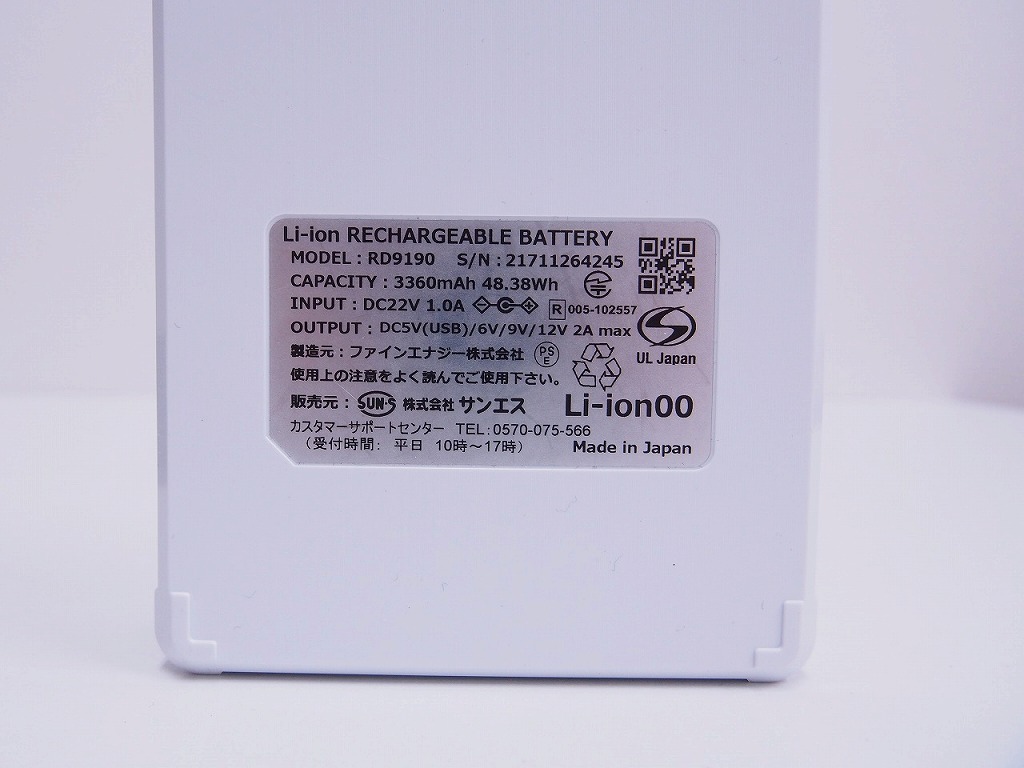 Li-ion RECHARGEABLE BATTERY
MODEL : RD9190 S/N : 21711264245
CAPACITY : 3360mAh 48.38Wh
INPUT : DC22V 1.0A R 005-102557
OUTPUT : DC5V(USB)/6V/9V/12V 2A max
UL Japan
製造元 : ファインエナジー株式会社 PS E
使用上の注意をよく読んでご使用下さい。
販売元 : SUN・S 株式会社 サンエス Li-ion00
カスタマーサポートセンター TEL:0570-075-566
（受付時間: 平日 10時～17時） Made in Japan